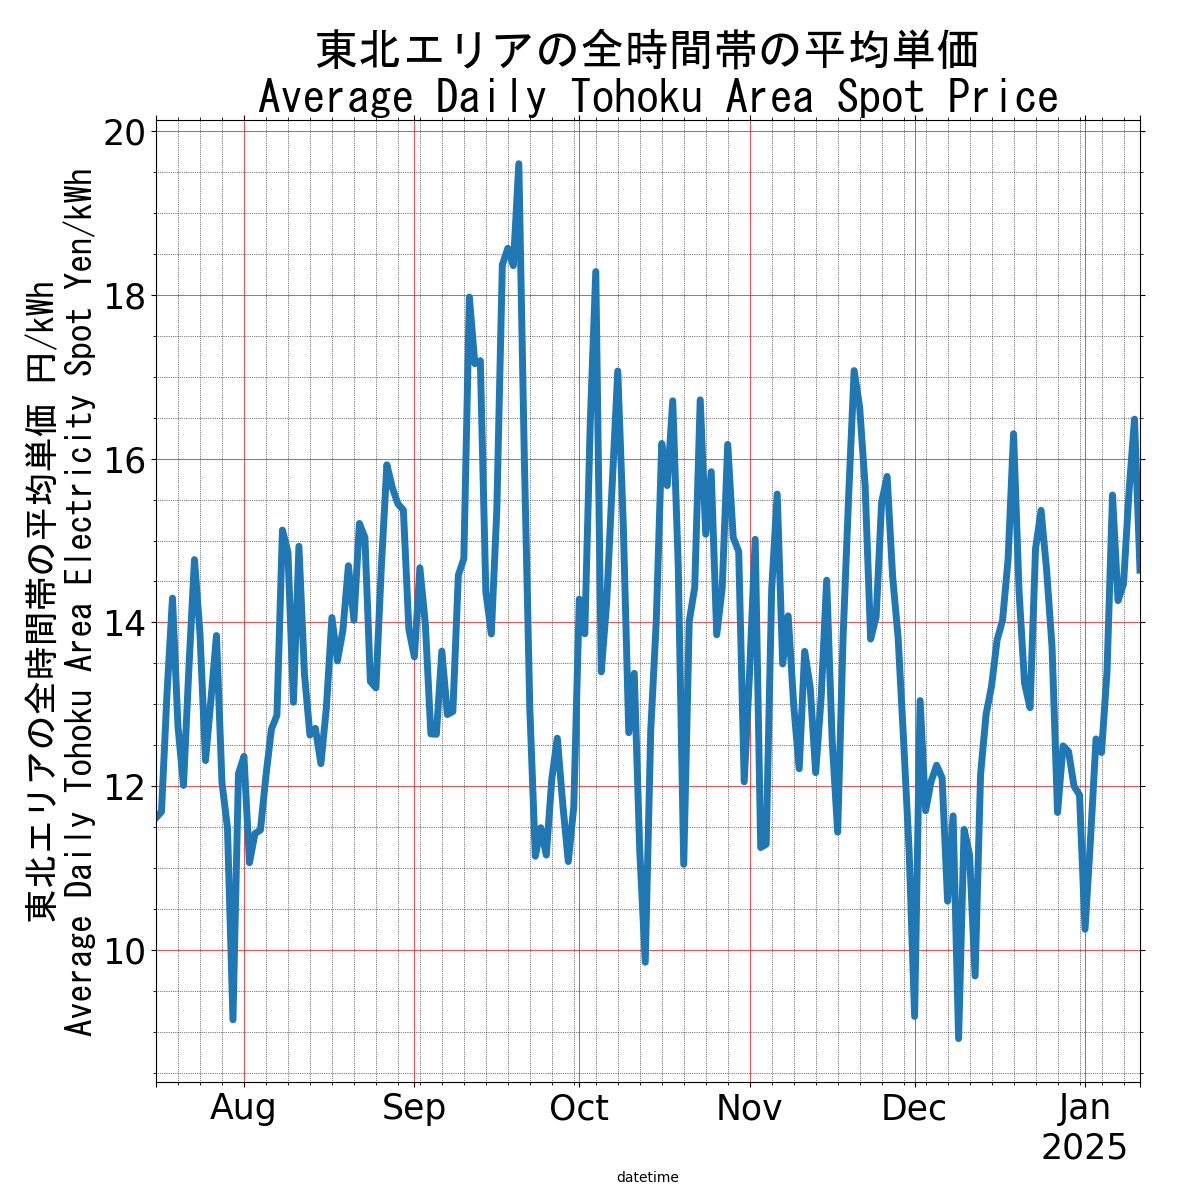 東北エリアの全時間帯の平均単価
Average Daily Tohoku Area Spot Price
東北エリアの全時間帯の平均単価 円/kWh
Average Daily Tohoku Area Electricity Spot Yen/kWh
20
18
16
14
12
10
Aug
Sep
Oct
Nov
Dec
Jan
2025
datetime